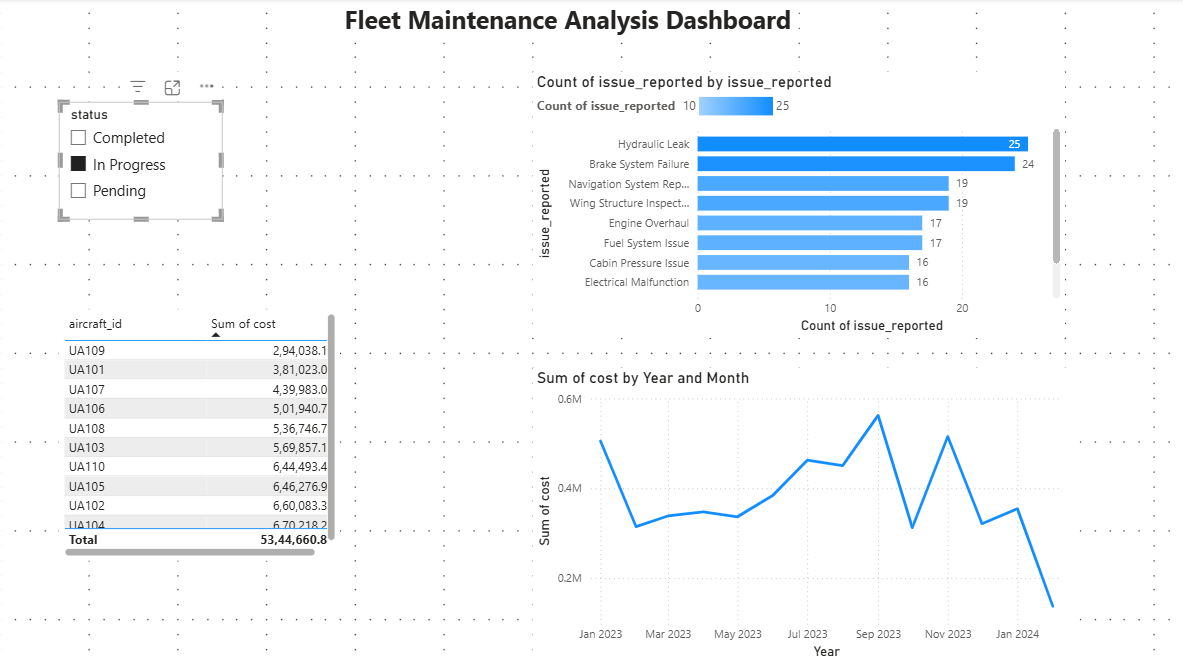 Fleet Maintenance Analysis Dashboard
status
Completed
In Progress
Pending
aircraft_id Sum of cost
UA109 2,94,038.1
UA101 3,81,023.0
UA107 4,39,983.0
UA106 5,01,940.7
UA108 5,36,746.7
UA103 5,69,857.1
UA110 6,44,493.4
UA105 6,46,276.9
UA102 6,60,083.3
UA104 6,70,218.2
Total 53,44,660.8
Count of issue_reported by issue_reported
Count of issue_reported 10 25
issue_reported
Hydraulic Leak 25
Brake System Failure 24
Navigation System Rep... 19
Wing Structure Inspect... 19
Engine Overhaul 17
Fuel System Issue 17
Cabin Pressure Issue 16
Electrical Malfunction 16
0 10 20
Count of issue_reported
Sum of cost by Year and Month
Sum of cost
0.6M
0.4M
0.2M
Jan 2023 Mar 2023 May 2023 Jul 2023 Sep 2023 Nov 2023 Jan 2024
Year